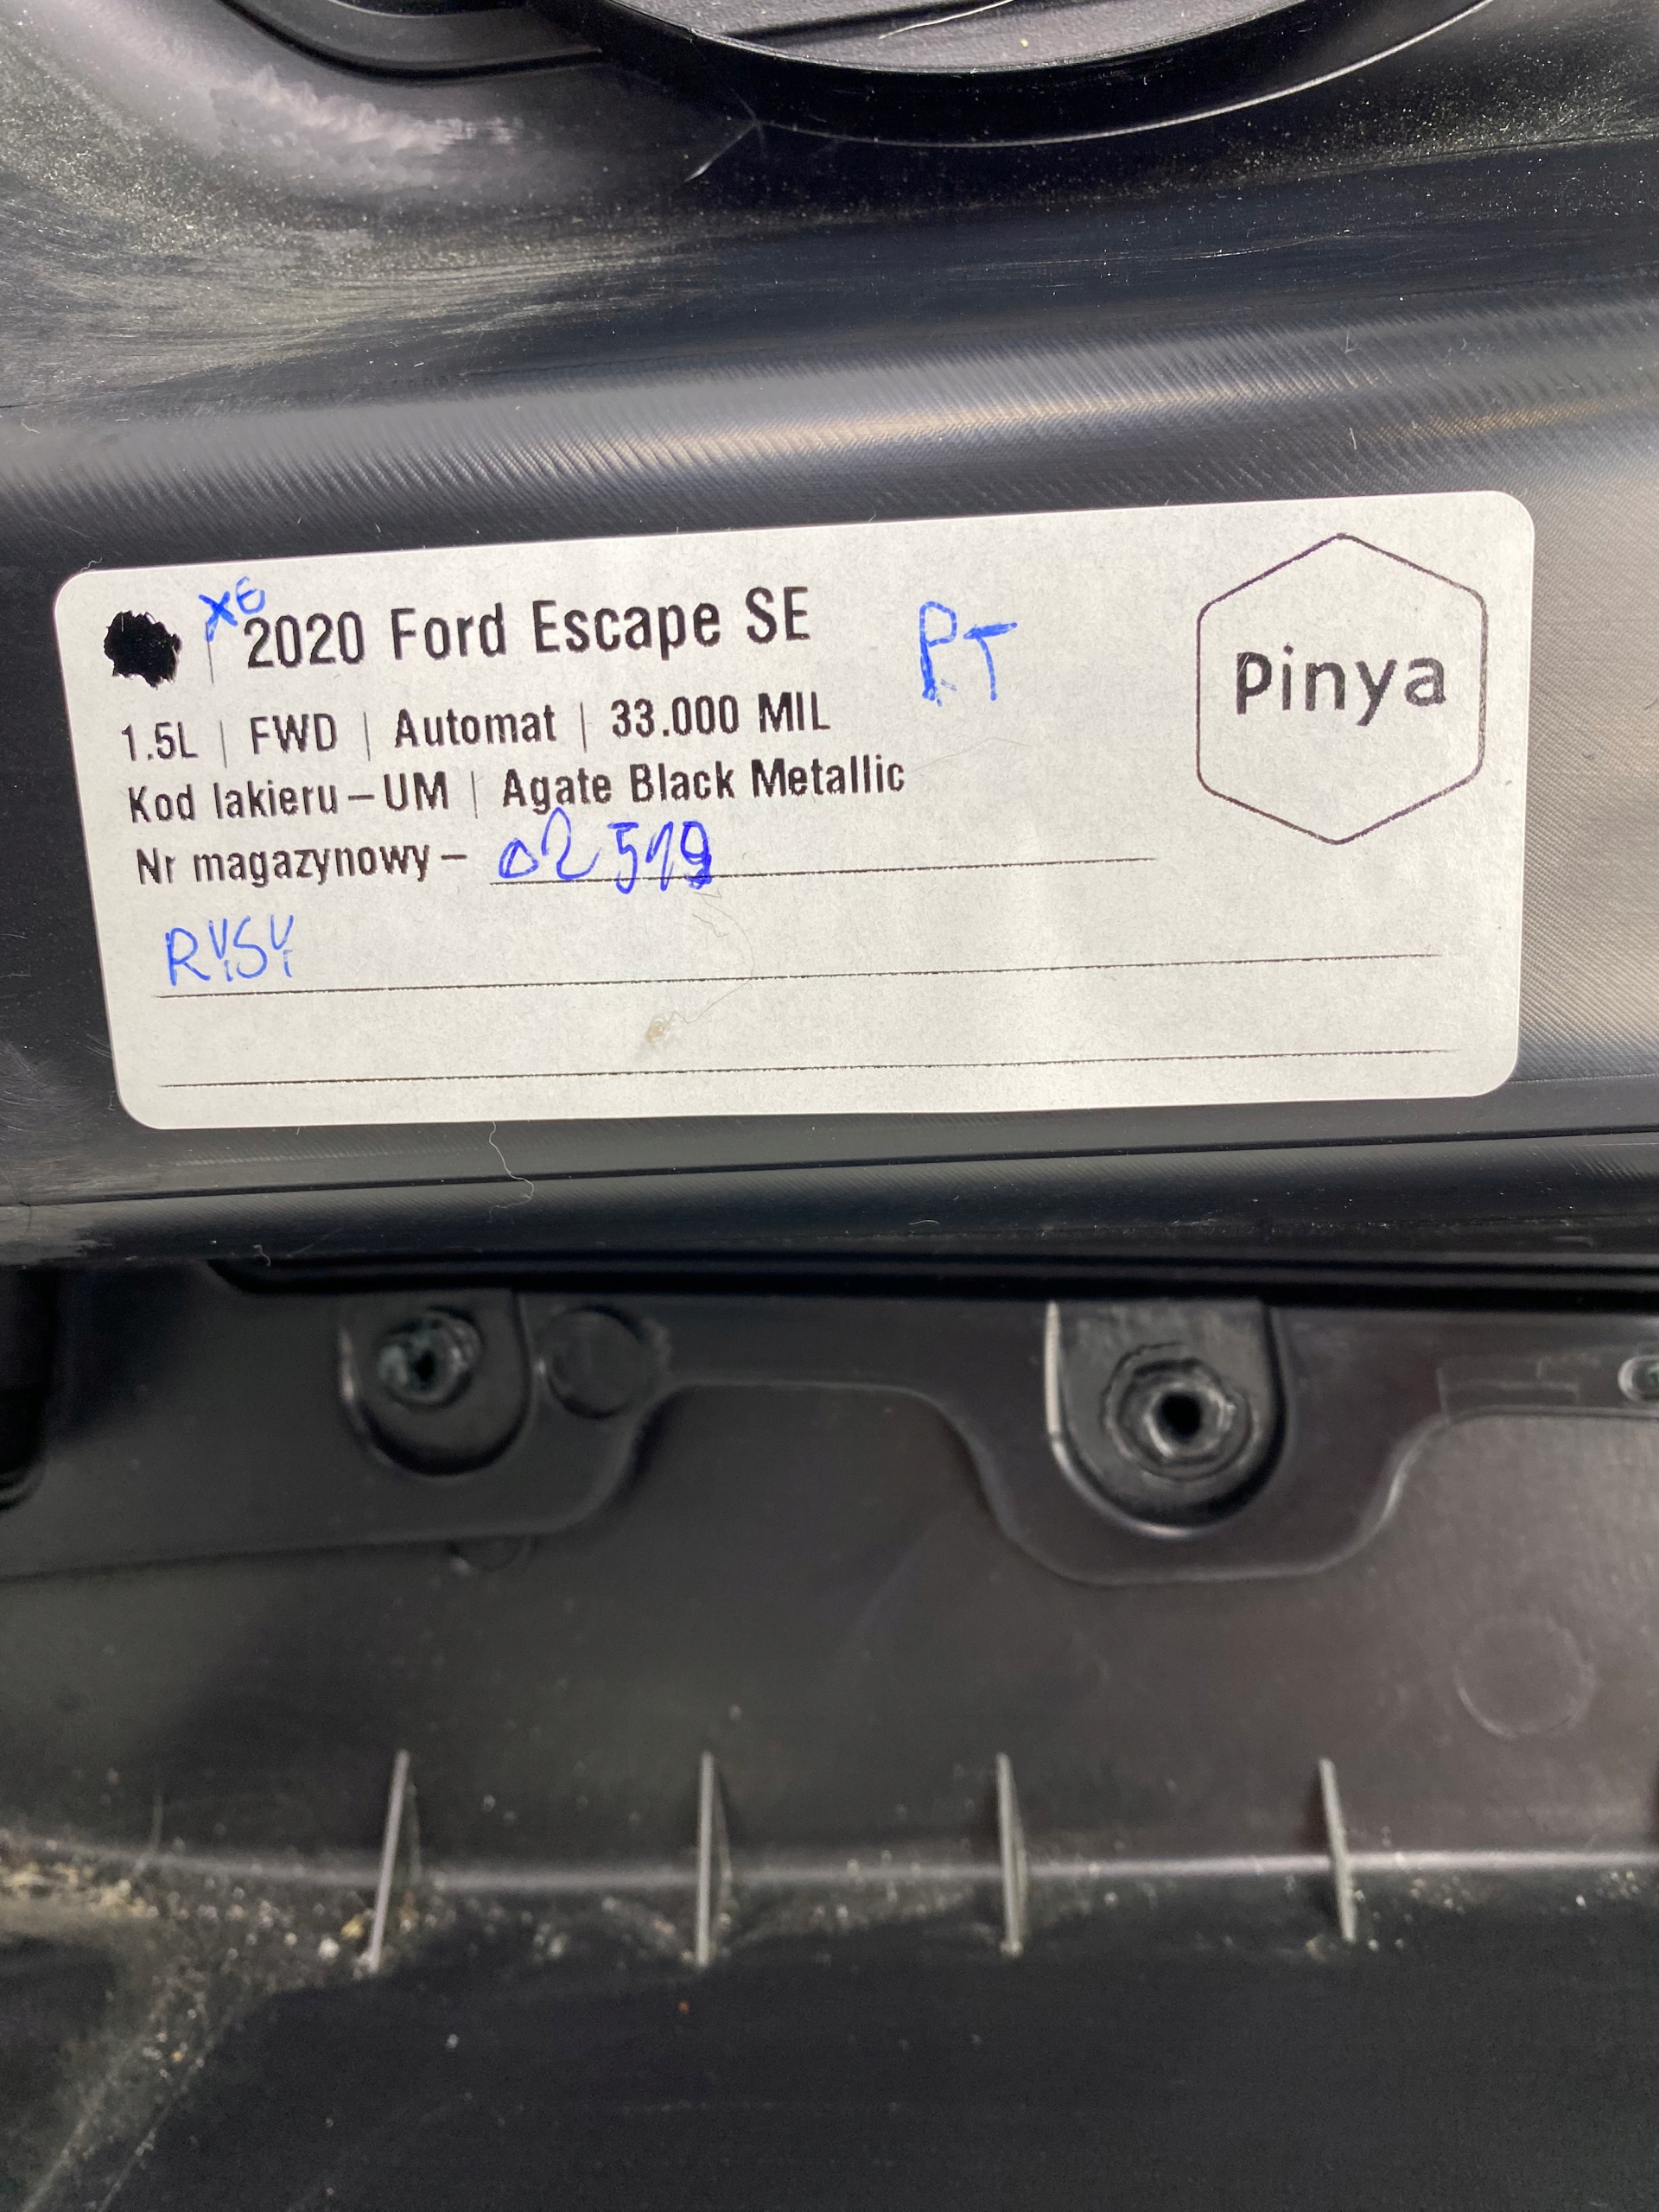 XE
2020 Ford Escape SE
PT
Pinya
1.5L | FWD | Automat | 33.000 MIL
Kod lakieru – UM | Agate Black Metallic
Nr magazynowy – 02519
RYSY